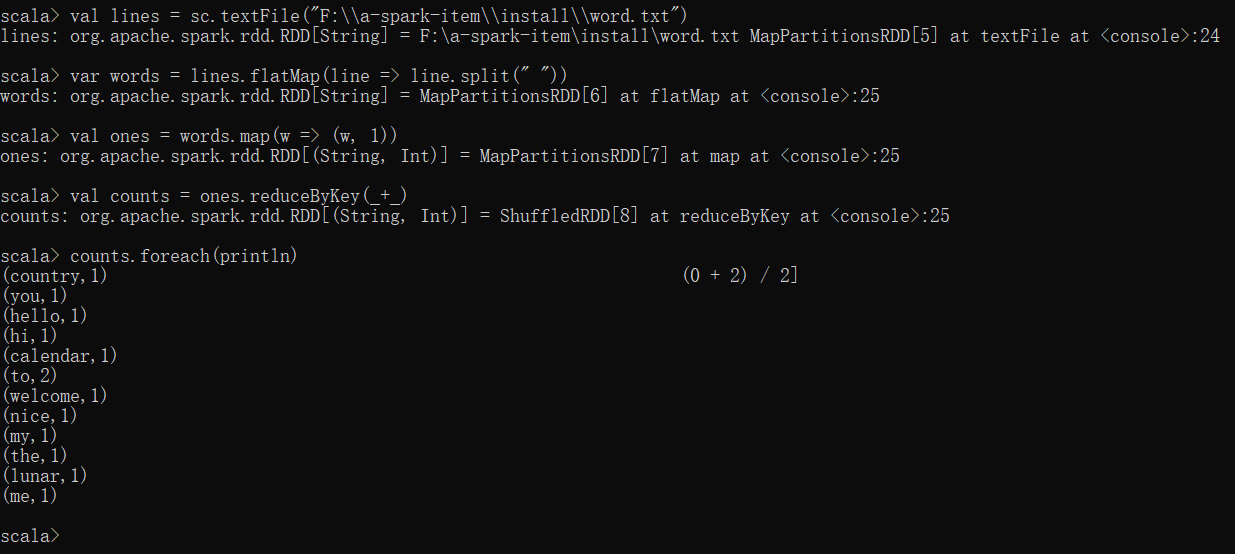 scala> val lines = sc.textFile("F:\\a-spark-item\\install\\word.txt")
lines: org.apache.spark.rdd.RDD[String] = F:\a-spark-item\install\word.txt MapPartitionsRDD[5] at textFile at <console>:24
scala> var words = lines.flatMap(line => line.split(" "))
words: org.apache.spark.rdd.RDD[String] = MapPartitionsRDD[6] at flatMap at <console>:25
scala> val ones = words.map(w => (w, 1))
ones: org.apache.spark.rdd.RDD[(String, Int)] = MapPartitionsRDD[7] at map at <console>:25
scala> val counts = ones.reduceByKey(_+_)
counts: org.apache.spark.rdd.RDD[(String, Int)] = ShuffledRDD[8] at reduceByKey at <console>:25
scala> counts.foreach(println)
(country,1) (0 + 2) / 2]
(you,1)
(hello,1)
(hi,1)
(calendar,1)
(to,2)
(welcome,1)
(nice,1)
(my,1)
(the,1)
(lunar,1)
(me,1)
scala>